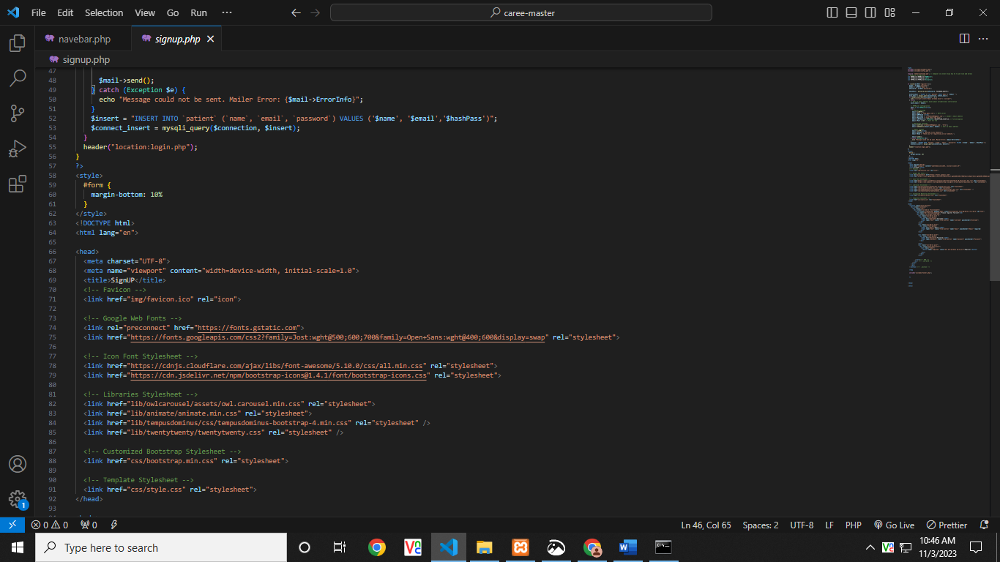 File Edit Selection View Go Run ··· caree-master
navebar.php signup.php
signup.php
47
48 $mail->send();
49 } catch (Exception $e) {
50 echo "Message could not be sent. Mailer Error: {$mail->ErrorInfo}";
51 }
52 $insert = "INSERT INTO `patient` (`name`, `email`, `password`) VALUES ('$name', '$email','$hashPass')";
53 $connect_insert = mysqli_query($connection, $insert);
54 }
55 header("location:login.php");
56 }
57 ?>
58 <style>
59 #form {
60 margin-bottom: 10%
61 }
62 </style>
63 <!DOCTYPE html>
64 <html lang="en">
65
66 <head>
67 <meta charset="UTF-8">
68 <meta name="viewport" content="width=device-width, initial-scale=1.0">
69 <title>SignUP</title>
70 <!-- Favicon -->
71 <link href="img/favicon.ico" rel="icon">
72
73 <!-- Google Web Fonts -->
74 <link rel="preconnect" href="https://fonts.gstatic.com">
75 <link href="https://fonts.googleapis.com/css2?family=Jost:wght@500;600;700&family=Open+Sans:wght@400;600&display=swap" rel="stylesheet">
76
77 <!-- Icon Font Stylesheet -->
78 <link href="https://cdnjs.cloudflare.com/ajax/libs/font-awesome/5.10.0/css/all.min.css" rel="stylesheet">
79 <link href="https://cdn.jsdelivr.net/npm/bootstrap-icons@1.4.1/font/bootstrap-icons.css" rel="stylesheet">
80
81 <!-- Libraries Stylesheet -->
82 <link href="lib/owlcarousel/assets/owl.carousel.min.css" rel="stylesheet">
83 <link href="lib/animate/animate.min.css" rel="stylesheet">
84 <link href="lib/tempusdominus/css/tempusdominus-bootstrap-4.min.css" rel="stylesheet" />
85 <link href="lib/twentytwenty/twentytwenty.css" rel="stylesheet" />
86
87 <!-- Customized Bootstrap Stylesheet -->
88 <link href="css/bootstrap.min.css" rel="stylesheet">
89
90 <!-- Template Stylesheet -->
91 <link href="css/style.css" rel="stylesheet">
92 </head>
93
1
0 0 0 Ln 46, Col 65 Spaces: 2 UTF-8 LF PHP Go Live Prettier
Type here to search
10:46 AM
11/3/2023